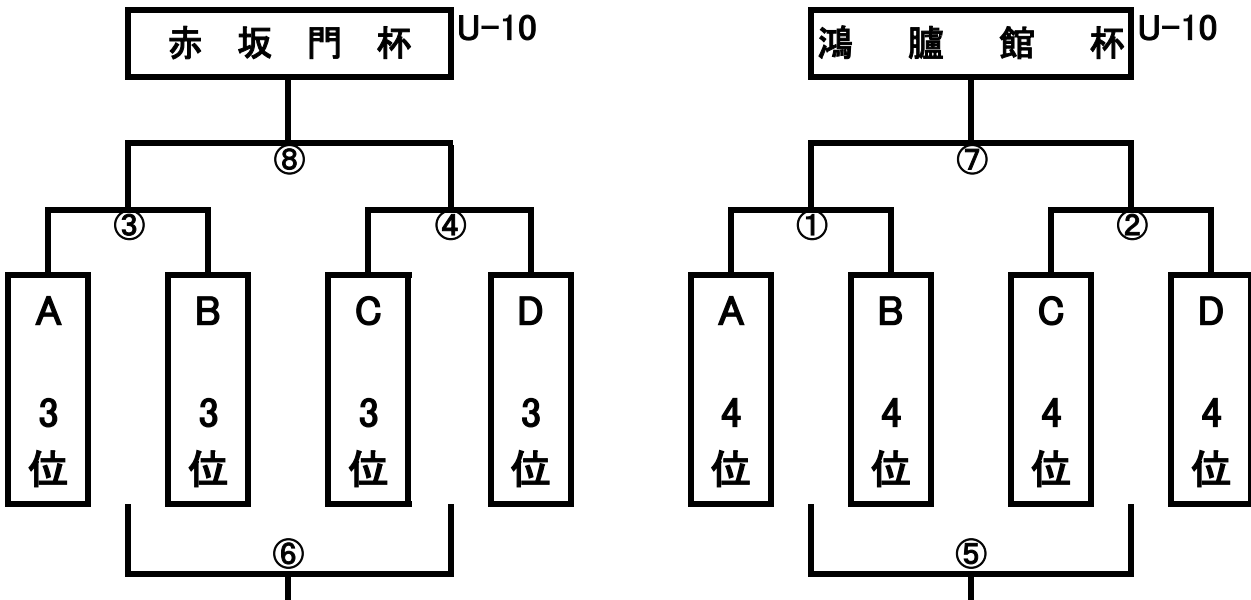 赤坂門杯 U-10
⑧
③ ④
A 3位
B 3位
C 3位
D 3位
⑥
鴻臚館杯 U-10
⑦
① ②
A 4位
B 4位
C 4位
D 4位
⑤